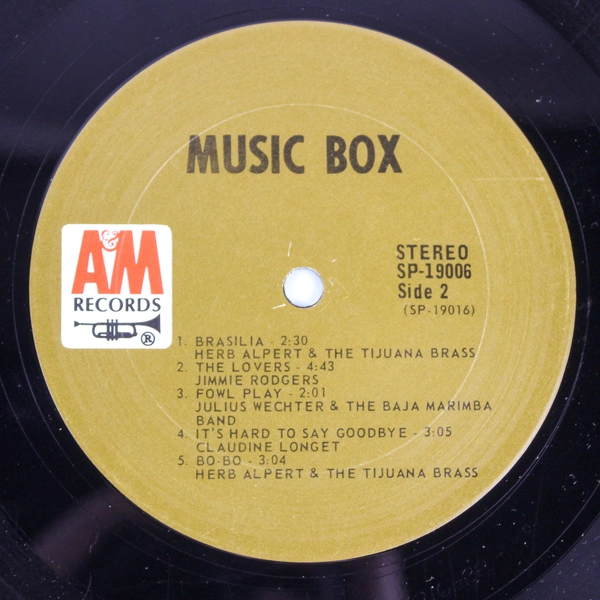 MUSIC BOX
A&M
RECORDS
®
STEREO
SP-19006
Side 2
(SP-19016)
1. BRASILIA - 2:30
HERB ALPERT & THE TIJUANA BRASS
2. THE LOVERS - 4:43
JIMMIE RODGERS
3. FOWL PLAY - 2:01
JULIUS WECHTER & THE BAJA MARIMBA
BAND
4. IT'S HARD TO SAY GOODBYE - 3:05
CLAUDINE LONGET
5. BO-BO - 3:04
HERB ALPERT & THE TIJUANA BRASS